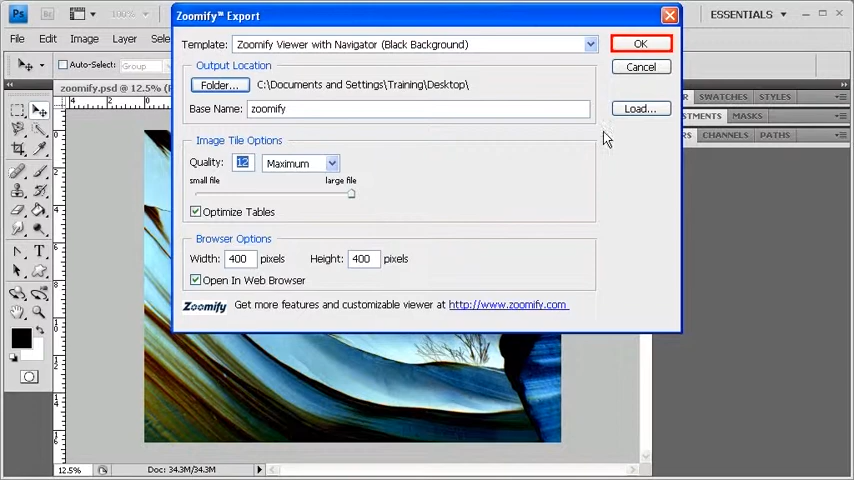 Ps
Mb
100%
ESSENTIALS
File Edit Image Layer Sele
Auto-Select: Group
zoomify.psd @ 12.5% (
SWATCHES STYLES
MASKS
CHANNELS PATHS
Zoomify™ Export
Template: Zoomify Viewer with Navigator (Black Background)
OK
Output Location
Cancel
Folder... C:\Documents and Settings\Training\Desktop\
Base Name: zoomify
Load...
Image Tile Options
Quality: 12 Maximum
small file large file
Optimize Tables
Browser Options
Width: 400 pixels Height: 400 pixels
Open In Web Browser
Zoomify Get more features and customizable viewer at http://www.zoomify.com
12.5% Doc: 34.3M/34.3M